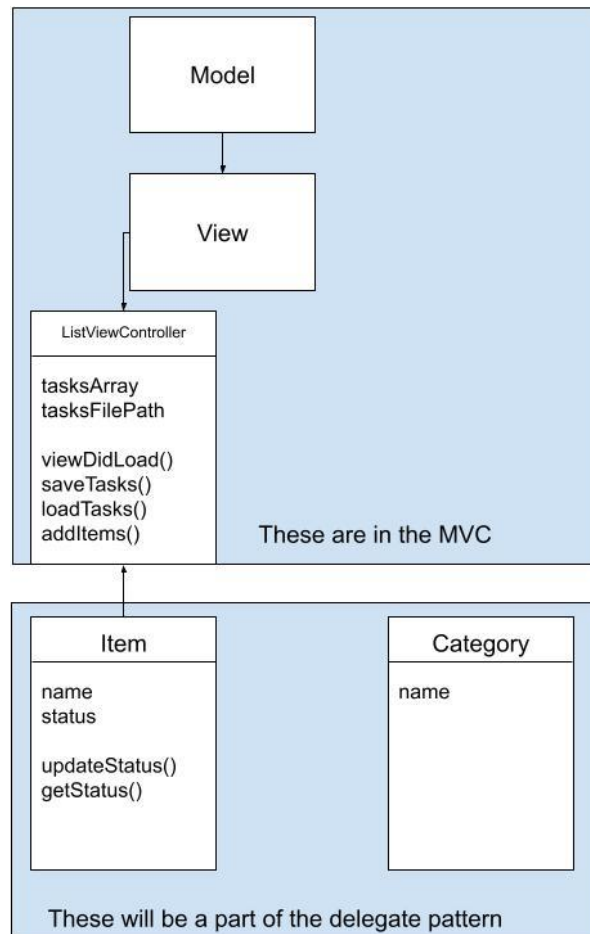 Model
View
ListViewController
tasksArray
tasksFilePath
viewDidLoad()
saveTasks()
loadTasks()
addItems()
These are in the MVC
Item
name
status
updateStatus()
getStatus()
Category
name
These will be a part of the delegate pattern